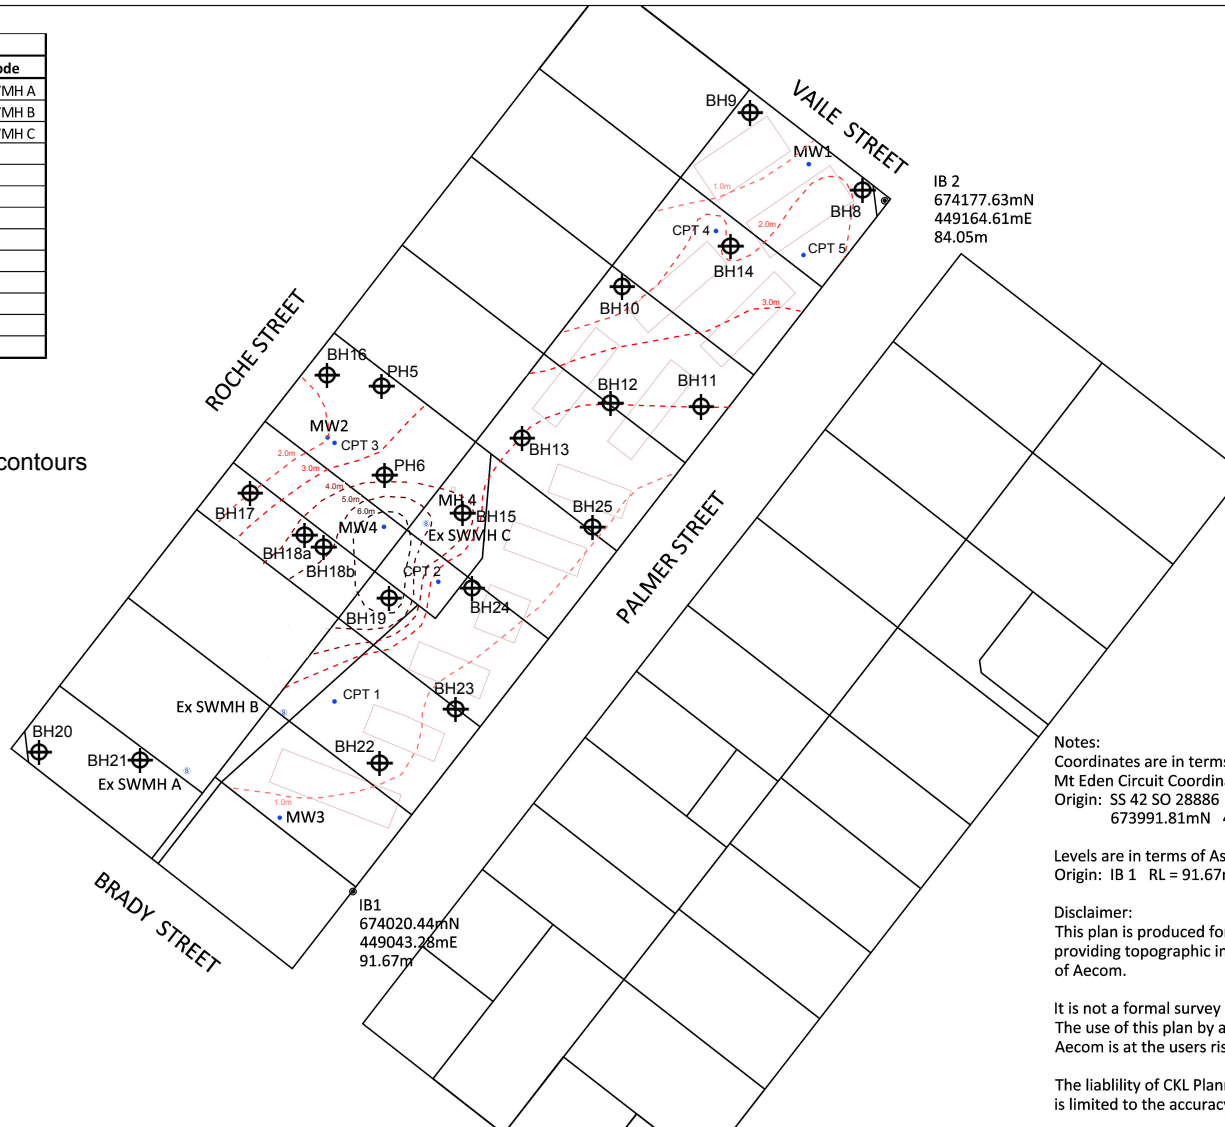 ode
MH A
MH B
MH C
contours
VAILE STREET
ROCHE STREET
PALMER STREET
BRADY STREET
BH9
MW1
BH8
1.0m
2.0m
CPT 4
CPT 5
BH14
BH10
3.0m
IB 2
674177.63mN
449164.61mE
84.05m
BH16
PH5
BH12
BH11
MW2
CPT 3
BH13
2.0m
3.0m
PH6
4.0m
5.0m
6.0m
BH17
MH 4
BH15
BH25
MW4
Ex SWMH C
BH18a
BH18b
CPT 2
BH24
BH19
CPT 1
BH23
Ex SWMH B
BH20
BH21
BH22
Ex SWMH A
1.0m
MW3
IB1
674020.44mN
449043.28mE
91.67m
Notes:
Coordinates are in terms
Mt Eden Circuit Coordina
Origin: SS 42 SO 28886
673991.81mN 4
Levels are in terms of As
Origin: IB 1 RL = 91.67m
Disclaimer:
This plan is produced for
providing topographic in
of Aecom.
It is not a formal survey
The use of this plan by a
Aecom is at the users ris
The liablility of CKL Plann
is limited to the accuracy